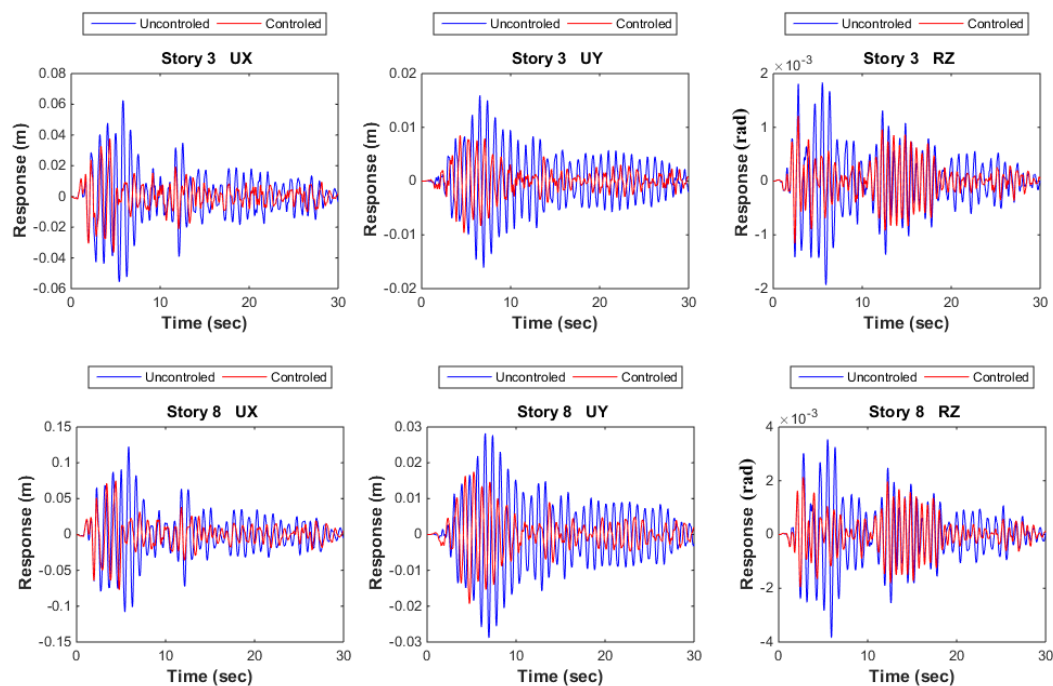 Uncontroled Controled
Uncontroled Controled
Uncontroled Controled
Story 3 UX
0.08
0.06
0.04
0.02
0
-0.02
-0.04
-0.06
Response (m)
0 10 20 30
Time (sec)
Story 3 UY
0.02
0.01
0
-0.01
-0.02
Response (m)
0 10 20 30
Time (sec)
×10⁻³ Story 3 RZ
2
1
0
-1
-2
Response (rad)
0 10 20 30
Time (sec)
Uncontroled Controled
Uncontroled Controled
Uncontroled Controled
Story 8 UX
0.15
0.1
0.05
0
-0.05
-0.1
-0.15
Response (m)
0 10 20 30
Time (sec)
Story 8 UY
0.03
0.02
0.01
0
-0.01
-0.02
-0.03
Response (m)
0 10 20 30
Time (sec)
×10⁻³ Story 8 RZ
4
2
0
-2
-4
Response (rad)
0 10 20 30
Time (sec)